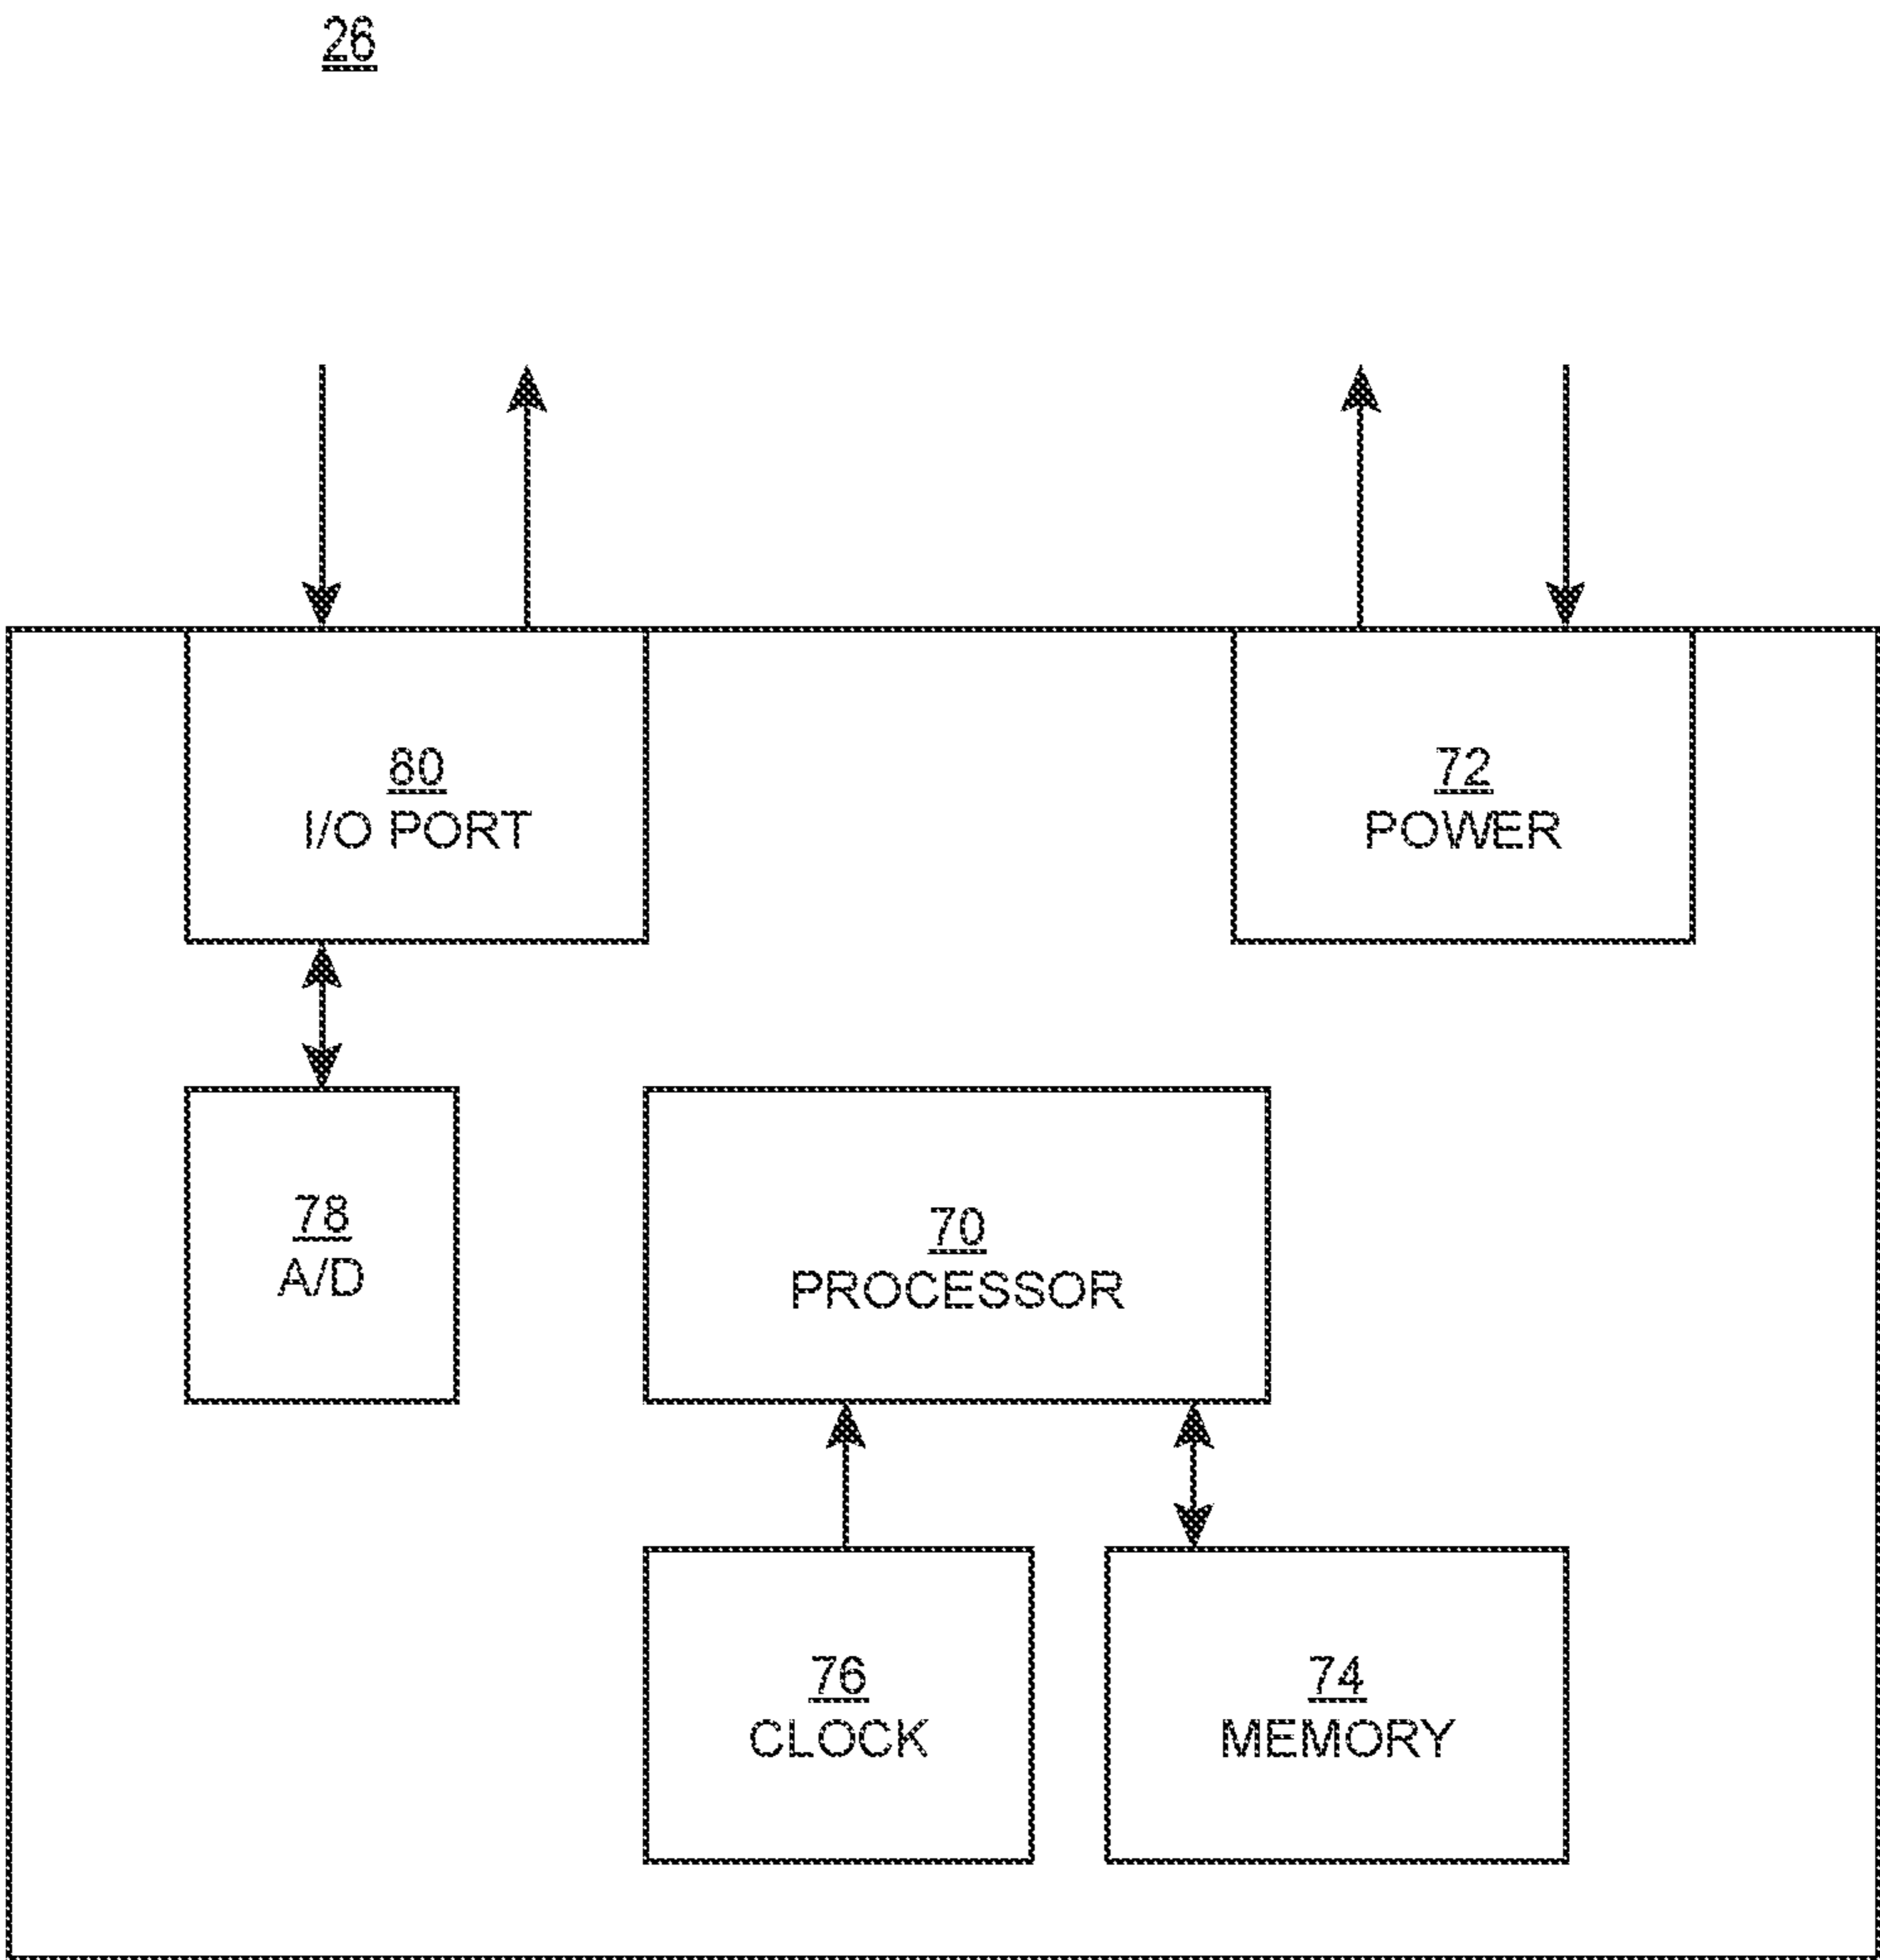 26
80
I/O PORT
72
POWER
78
A/D
70
PROCESSOR
76
CLOCK
74
MEMORY